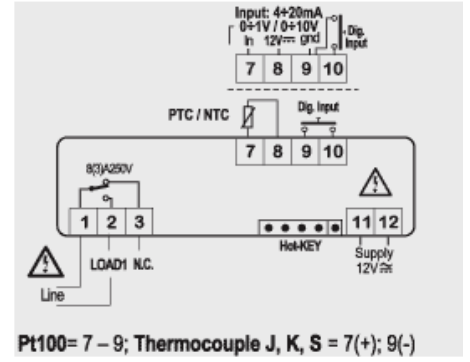 Input: 4÷20mA
0÷1V / 0÷10V
In 12V⎓ gnd
Dig. Input
7 8 9 10
PTC / NTC
Dig. Input
7 8 9 10
8(3)A250V
1 2 3
11 12
Hot-KEY
LOAD1 N.C.
Supply
12V≂
Line
Pt100= 7 – 9; Thermocouple J, K, S = 7(+); 9(-)